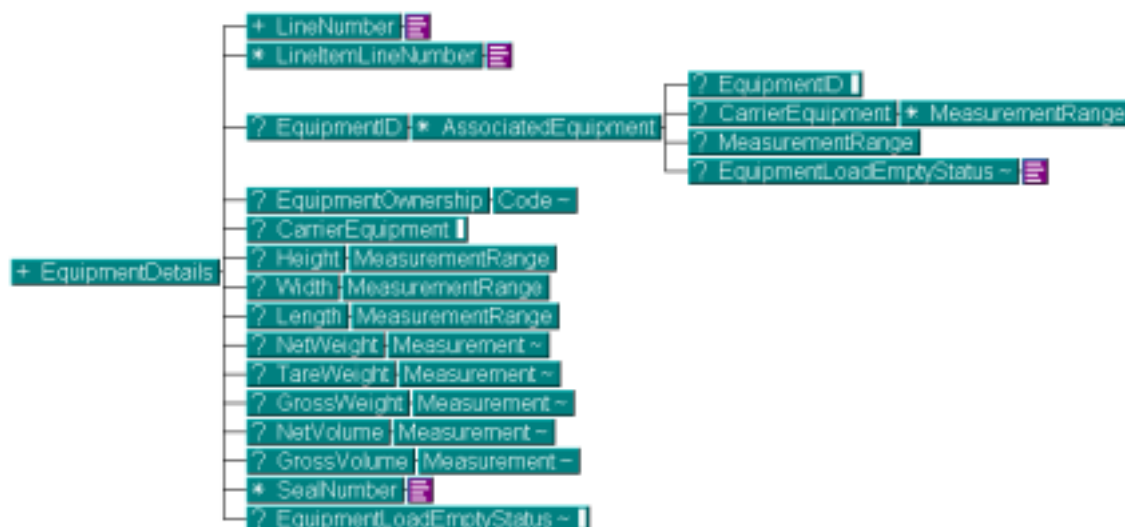 + LineNumber
* LineItemLineNumber
? EquipmentID * AssociatedEquipment
? EquipmentID
? CarrierEquipment * MeasurementRange
? MeasurementRange
? EquipmentLoadEmptyStatus ~
? EquipmentOwnership Code ~
? CarrierEquipment
+ EquipmentDetails
? Height MeasurementRange
? Width MeasurementRange
? Length MeasurementRange
? NetWeight Measurement ~
? TareWeight Measurement ~
? GrossWeight Measurement ~
? NetVolume Measurement ~
? GrossVolume Measurement ~
* SealNumber
? EquipmentLoadEmptyStatus ~